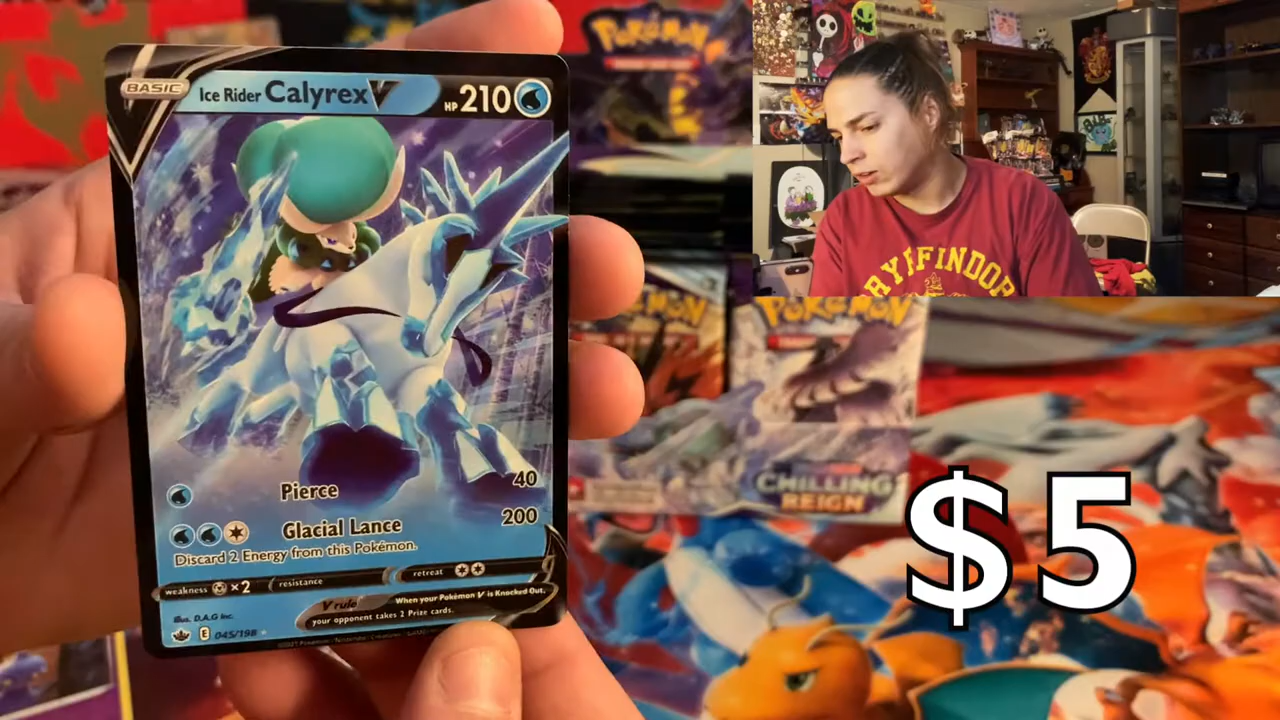 BASIC
Ice Rider Calyrex V
HP 210
Pierce 40
Glacial Lance 200
Discard 2 Energy from this Pokémon.
weakness ×2 resistance retreat
V rule When your Pokémon V is Knocked Out,
your opponent takes 2 Prize cards.
Illus. D.A.G Inc.
E 045/198
POKÉMON
POKÉMON
POKÉMON
CHILLING
REIGN
GRYFFINDOR
$5